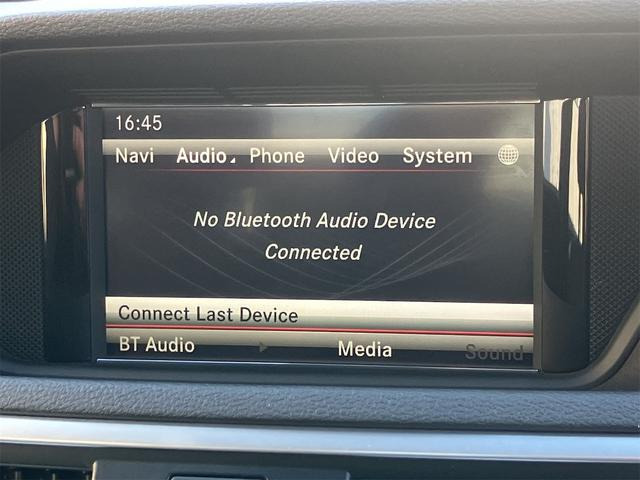 16:45
Navi Audio Phone Video System
No Bluetooth Audio Device
Connected
Connect Last Device
BT Audio Media Sound